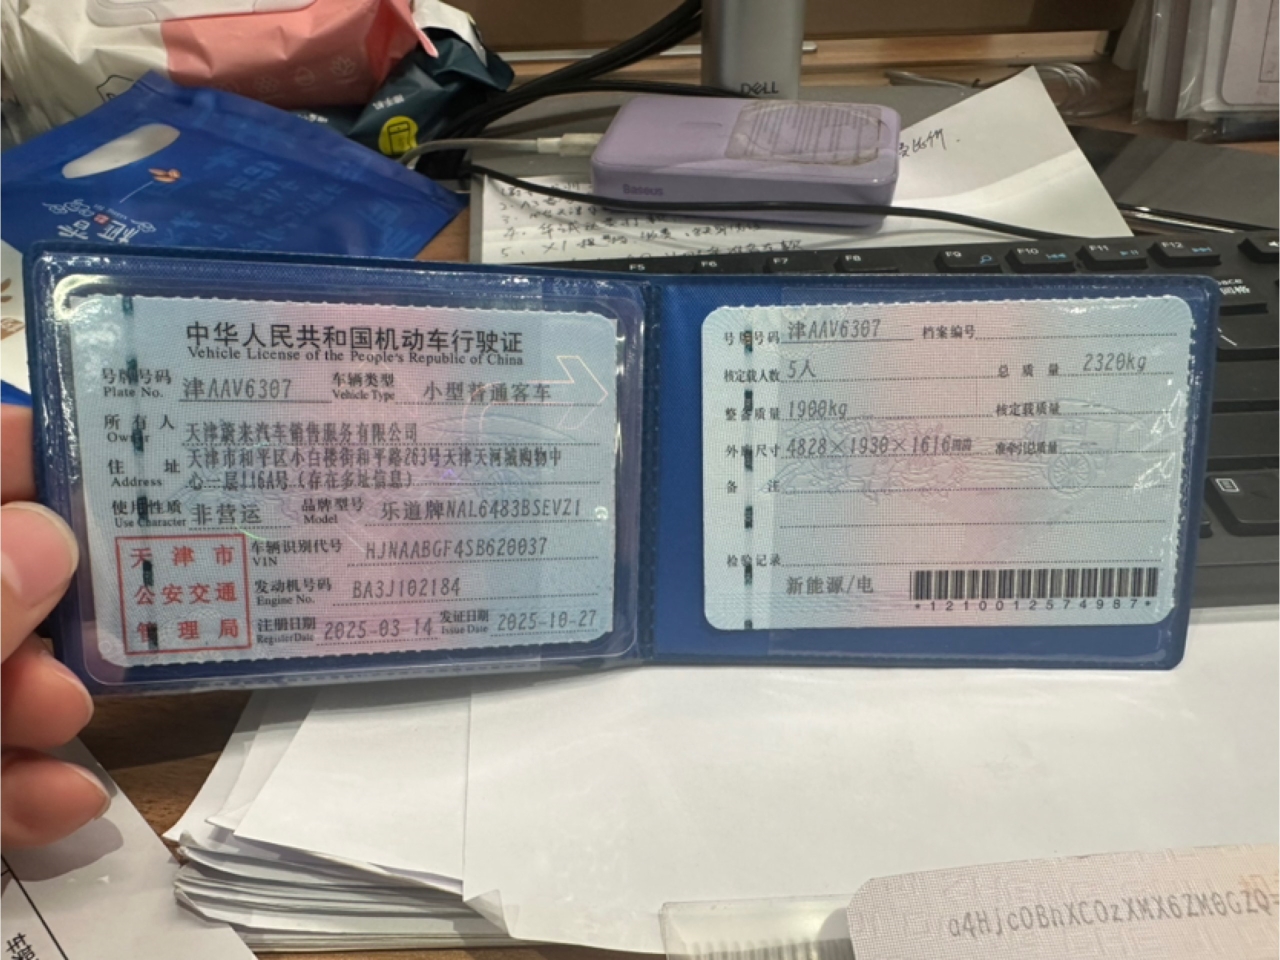 DELL
Baseus
F5 F6 F7 F8 F9 F10 F11 F12
中华人民共和国机动车行驶证
Vehicle License of the People's Republic of China
号牌号码 津AAV6307 车辆类型 小型普通客车
Plate No. Vehicle Type
所有人 天津蔚来汽车销售服务有限公司
Owner
住址 天津市和平区小白楼街和平路263号天津天河城购物中
Address 心一层116A号(存在多址信息)
使用性质 非营运 品牌型号 乐道牌NAL6483BSEVZ1
Use Character Model
天津市
公安交通
管理局
车辆识别代号 HJNAABGF4SB620037
VIN
发动机号码 BA3J102184
Engine No.
注册日期 2025-03-14 发证日期 2025-10-27
Register Date Issue Date
号牌号码 津AAV6307 档案编号
核定载人数 5人 总质量 2320kg
整备质量 1900kg 核定载质量
外廓尺寸 4828×1930×1616 准牵引总质量
备注
检验记录
新能源/电
*1210012574987*
a4HJcOBhXCOzXMX6ZM0GZQ=